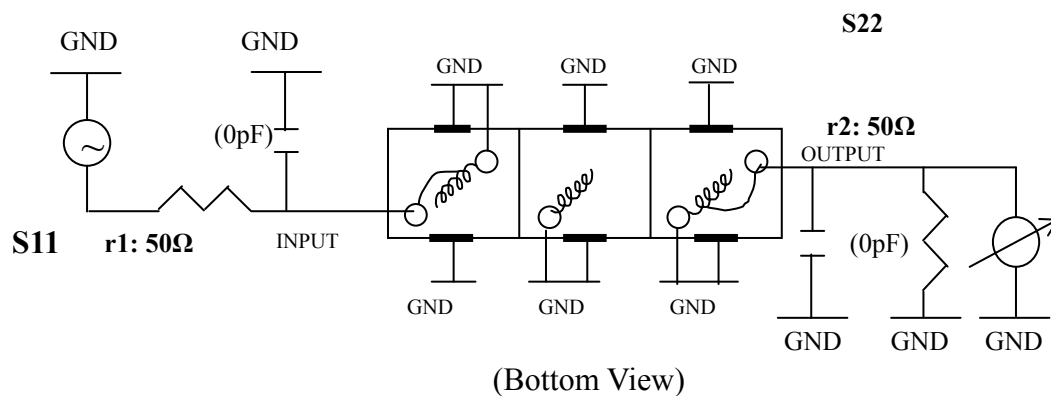 S22
GND
GND
GND
GND
GND
(0pF)
r2: 50Ω
OUTPUT
S11
r1: 50Ω
INPUT
(0pF)
GND
GND
GND
GND
GND
GND
(Bottom View)